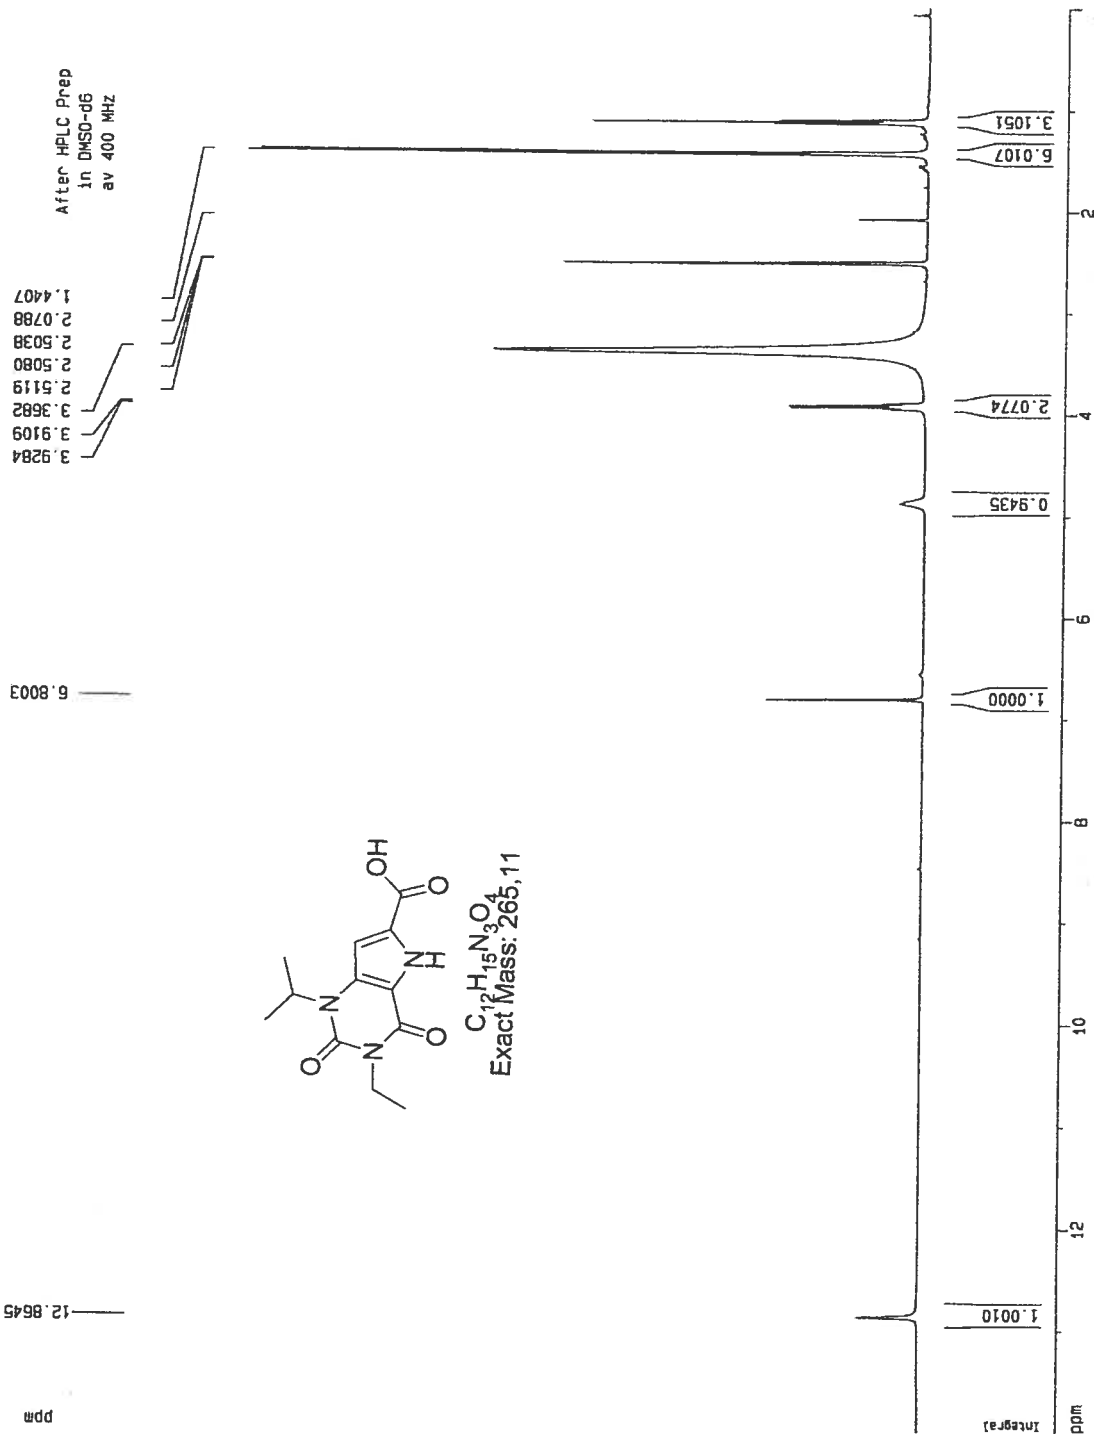 After HPLC Prep
in DMSO-d6
av 400 MHz
ppm
12.8645
6.8003
3.9284
3.9109
3.3682
2.5119
2.5080
2.5038
2.0788
1.4407
OH
O
N
H
N
O
N
O
C12H15N3O4
Exact Mass: 265,11
Integral
1.0010
1.0000
0.9435
2.0774
6.0107
3.1051
ppm
12
10
8
6
4
2